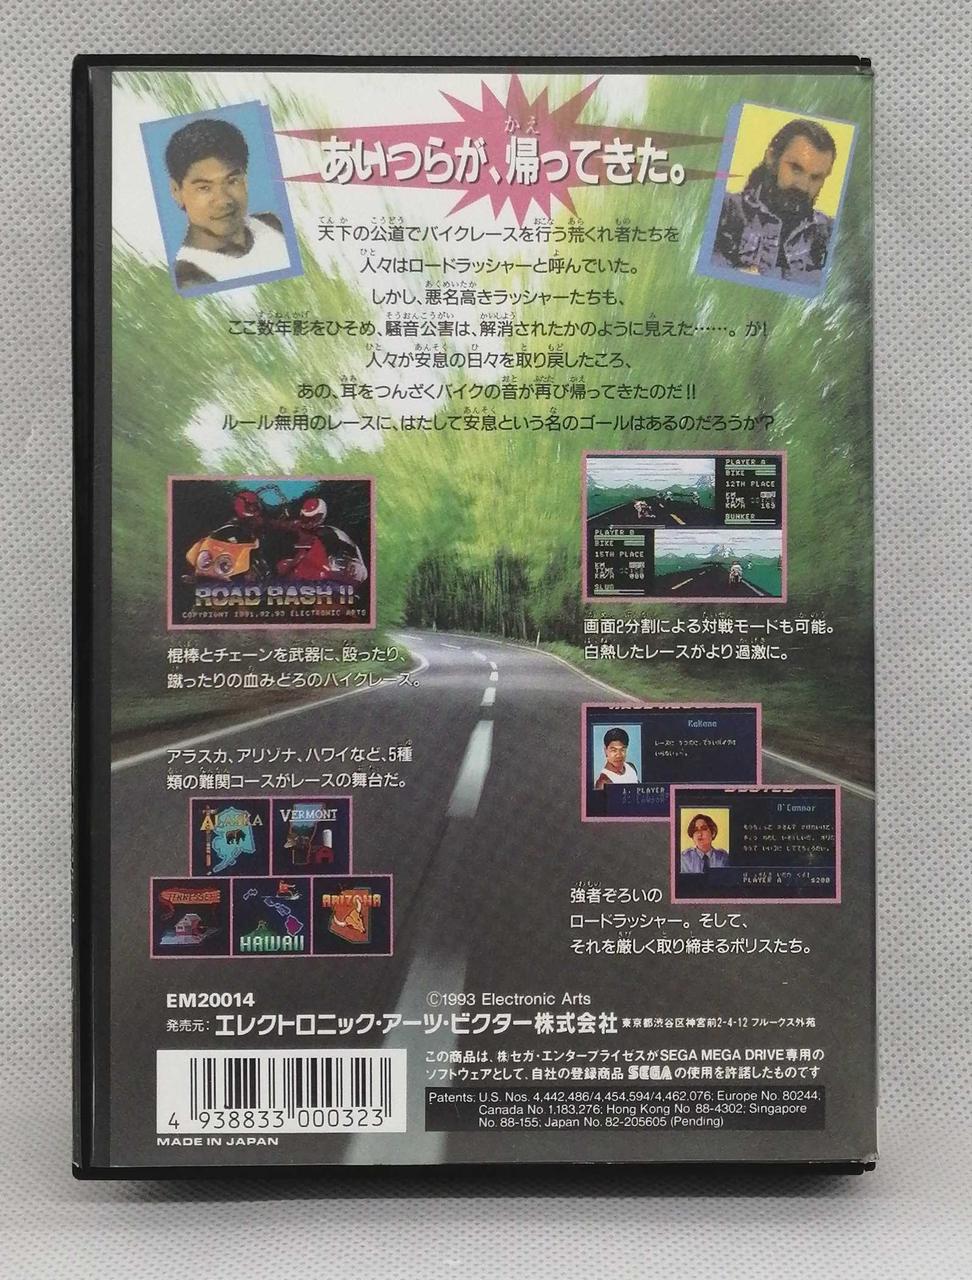 あいつらが、帰ってきた。
天下の公道でバイクレースを行う荒くれ者たちを
人々はロードラッシャーと呼んでいた。
しかし、悪名高きラッシャーたちも、
ここ数年影をひそめ、騒音公害は、解消されたかのように見えた……。が!
人々が安息の日々を取り戻したころ、
あの、耳をつんざくバイクの音が再び帰ってきたのだ!!
ルール無用のレースに、はたして安息という名のゴールはあるのだろうか?
ROAD RASH II
COPYRIGHT 1991,92,93 ELECTRONIC ARTS
棍棒とチェーンを武器に、殴ったり、
蹴ったりの血みどろのバイクレース。
PLAYER A
BIKE
12TH PLACE
KM
TIME
KM/H 169
BUNKER
PLAYER B
BIKE
15TH PLACE
KM
TIME
KM/H 000
SLUG
画面2分割による対戦モードも可能。
白熱したレースがより過激に。
アラスカ、アリゾナ、ハワイなど、5種
類の難関コースがレースの舞台だ。
ALASKA
VERMONT
TENNESSEE
HAWAII
ARIZONA
1. PLAYER
O'Connor
PLAYER A $200
強者ぞろいの
ロードラッシャー。そして、
それを厳しく取り締まるポリスたち。
EM20014
©1993 Electronic Arts
発売元: エレクトロニック・アーツ・ビクター株式会社 東京都渋谷区神宮前2-4-12 フルークス外苑
この商品は、㈱セガ・エンタープライゼスがSEGA MEGA DRIVE専用の
ソフトウェアとして、自社の登録商品 SEGA の使用を許諾したものです
Patents: U.S. Nos. 4,442,486/4,454,594/4,462,076; Europe No. 80244;
Canada No. 1,183,276; Hong Kong No. 88-4302; Singapore
No. 88-155; Japan No. 82-205605 (Pending)
4 938833 000323
MADE IN JAPAN